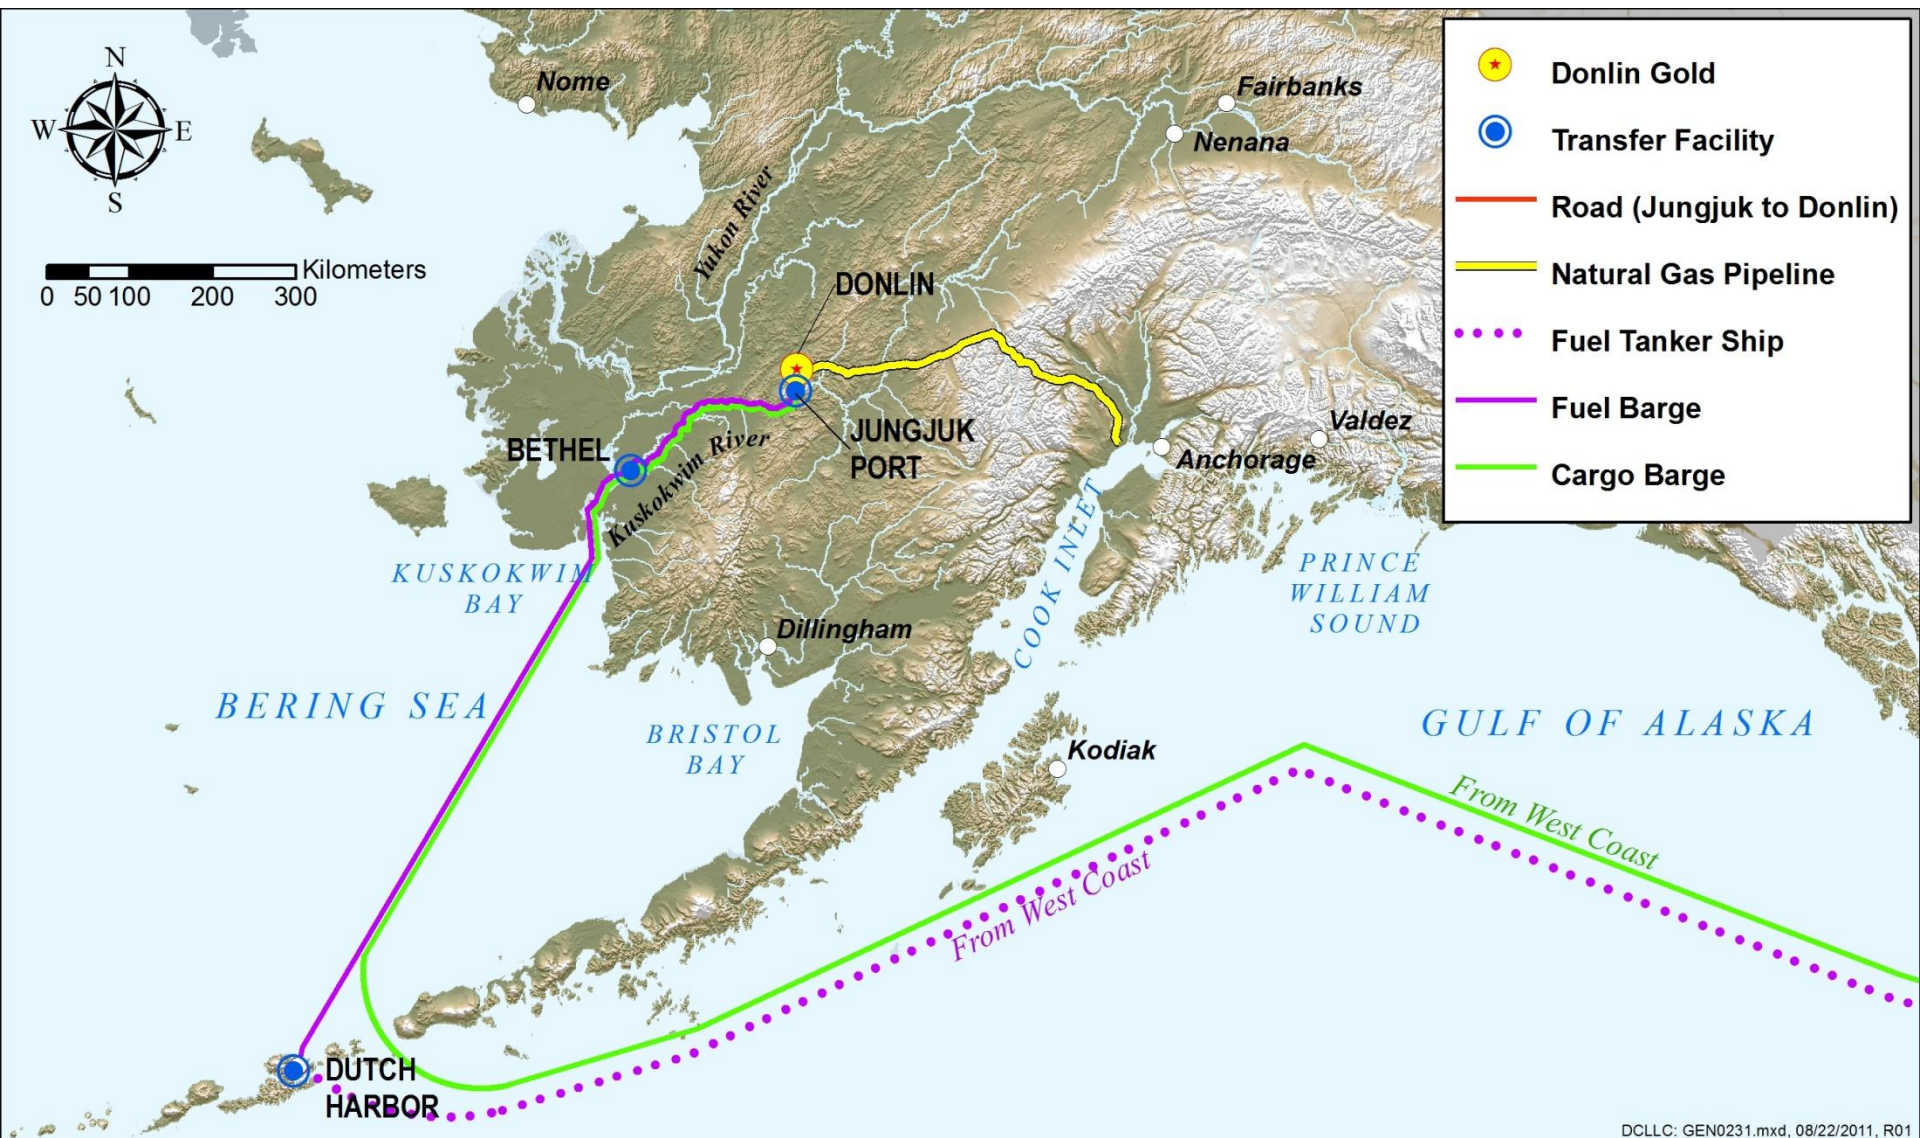 N
W
E
S
Kilometers
0 50 100 200 300
Nome
Fairbanks
Nenana
Yukon River
DONLIN
JUNGJUK
PORT
BETHEL
Kuskokwim River
Anchorage
Valdez
KUSKOKWIM
BAY
COOK INLET
PRINCE
WILLIAM
SOUND
Dillingham
BERING SEA
BRISTOL
BAY
GULF OF ALASKA
Kodiak
From West Coast
From West Coast
DUTCH
HARBOR
Donlin Gold
Transfer Facility
Road (Jungjuk to Donlin)
Natural Gas Pipeline
Fuel Tanker Ship
Fuel Barge
Cargo Barge
DCLLC: GEN0231.mxd, 08/22/2011, R01